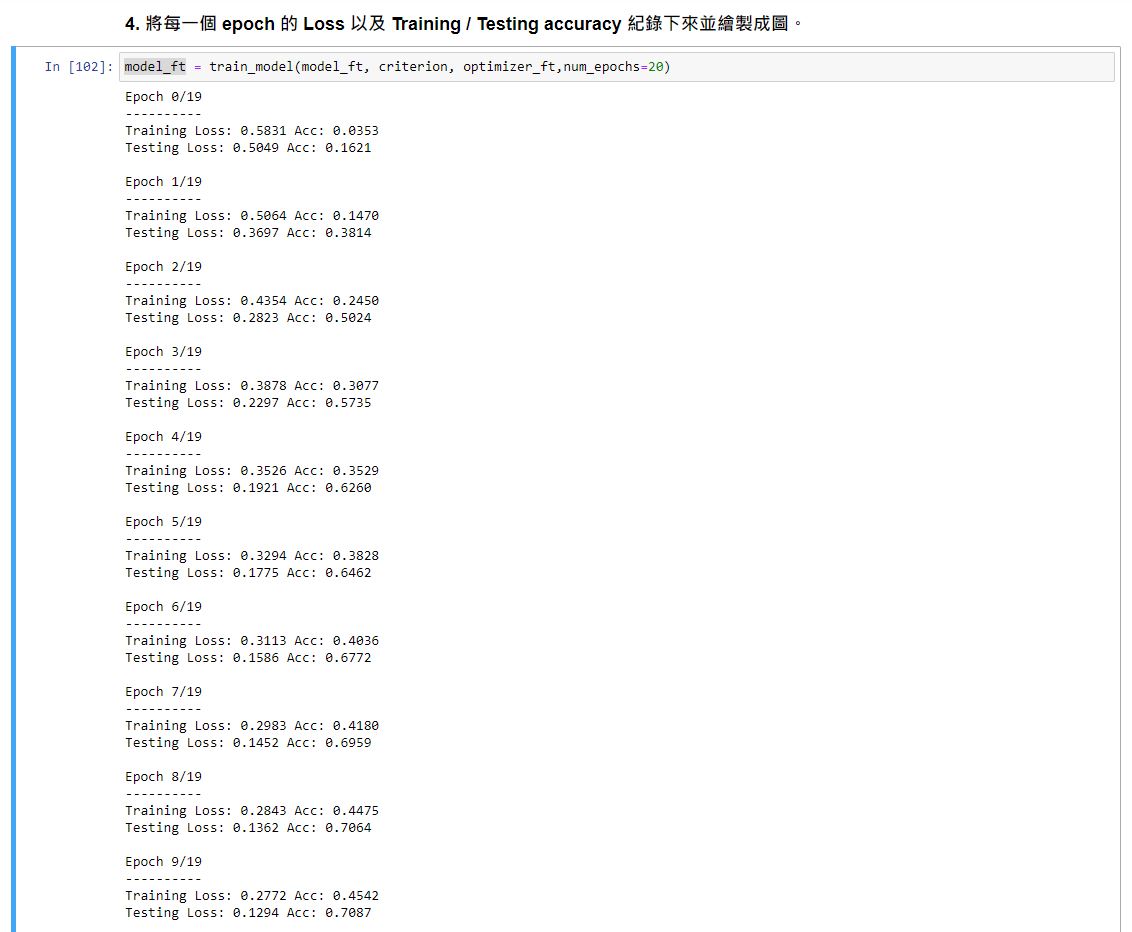 4. 將每一個 epoch 的 Loss 以及 Training / Testing accuracy 紀錄下來並繪製成圖。
In [102]: model_ft = train_model(model_ft, criterion, optimizer_ft,num_epochs=20)
Epoch 0/19
----------
Training Loss: 0.5831 Acc: 0.0353
Testing Loss: 0.5049 Acc: 0.1621
Epoch 1/19
----------
Training Loss: 0.5064 Acc: 0.1470
Testing Loss: 0.3697 Acc: 0.3814
Epoch 2/19
----------
Training Loss: 0.4354 Acc: 0.2450
Testing Loss: 0.2823 Acc: 0.5024
Epoch 3/19
----------
Training Loss: 0.3878 Acc: 0.3077
Testing Loss: 0.2297 Acc: 0.5735
Epoch 4/19
----------
Training Loss: 0.3526 Acc: 0.3529
Testing Loss: 0.1921 Acc: 0.6260
Epoch 5/19
----------
Training Loss: 0.3294 Acc: 0.3828
Testing Loss: 0.1775 Acc: 0.6462
Epoch 6/19
----------
Training Loss: 0.3113 Acc: 0.4036
Testing Loss: 0.1586 Acc: 0.6772
Epoch 7/19
----------
Training Loss: 0.2983 Acc: 0.4180
Testing Loss: 0.1452 Acc: 0.6959
Epoch 8/19
----------
Training Loss: 0.2843 Acc: 0.4475
Testing Loss: 0.1362 Acc: 0.7064
Epoch 9/19
----------
Training Loss: 0.2772 Acc: 0.4542
Testing Loss: 0.1294 Acc: 0.7087